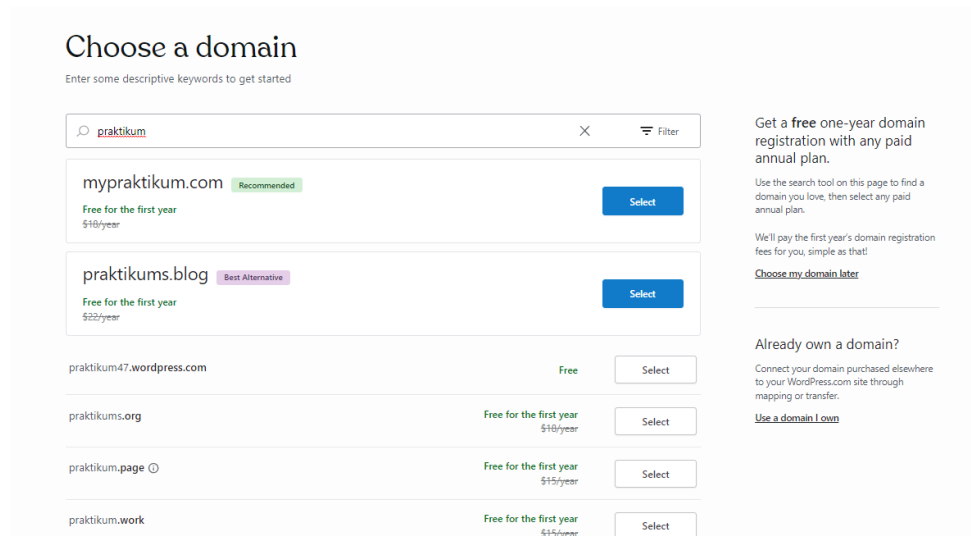 Choose a domain
Enter some descriptive keywords to get started
praktikum
Filter
mypraktikum.com Recommended
Free for the first year
$18/year
Select
praktikums.blog Best Alternative
Free for the first year
$22/year
Select
praktikum47.wordpress.com Free Select
praktikums.org Free for the first year
$18/year
Select
praktikum.page Free for the first year
$15/year
Select
praktikum.work Free for the first year
$15/year
Select
Get a free one-year domain
registration with any paid
annual plan.
Use the search tool on this page to find a
domain you love, then select any paid
annual plan.
We'll pay the first year's domain registration
fees for you, simple as that!
Choose my domain later
Already own a domain?
Connect your domain purchased elsewhere
to your WordPress.com site through
mapping or transfer.
Use a domain I own